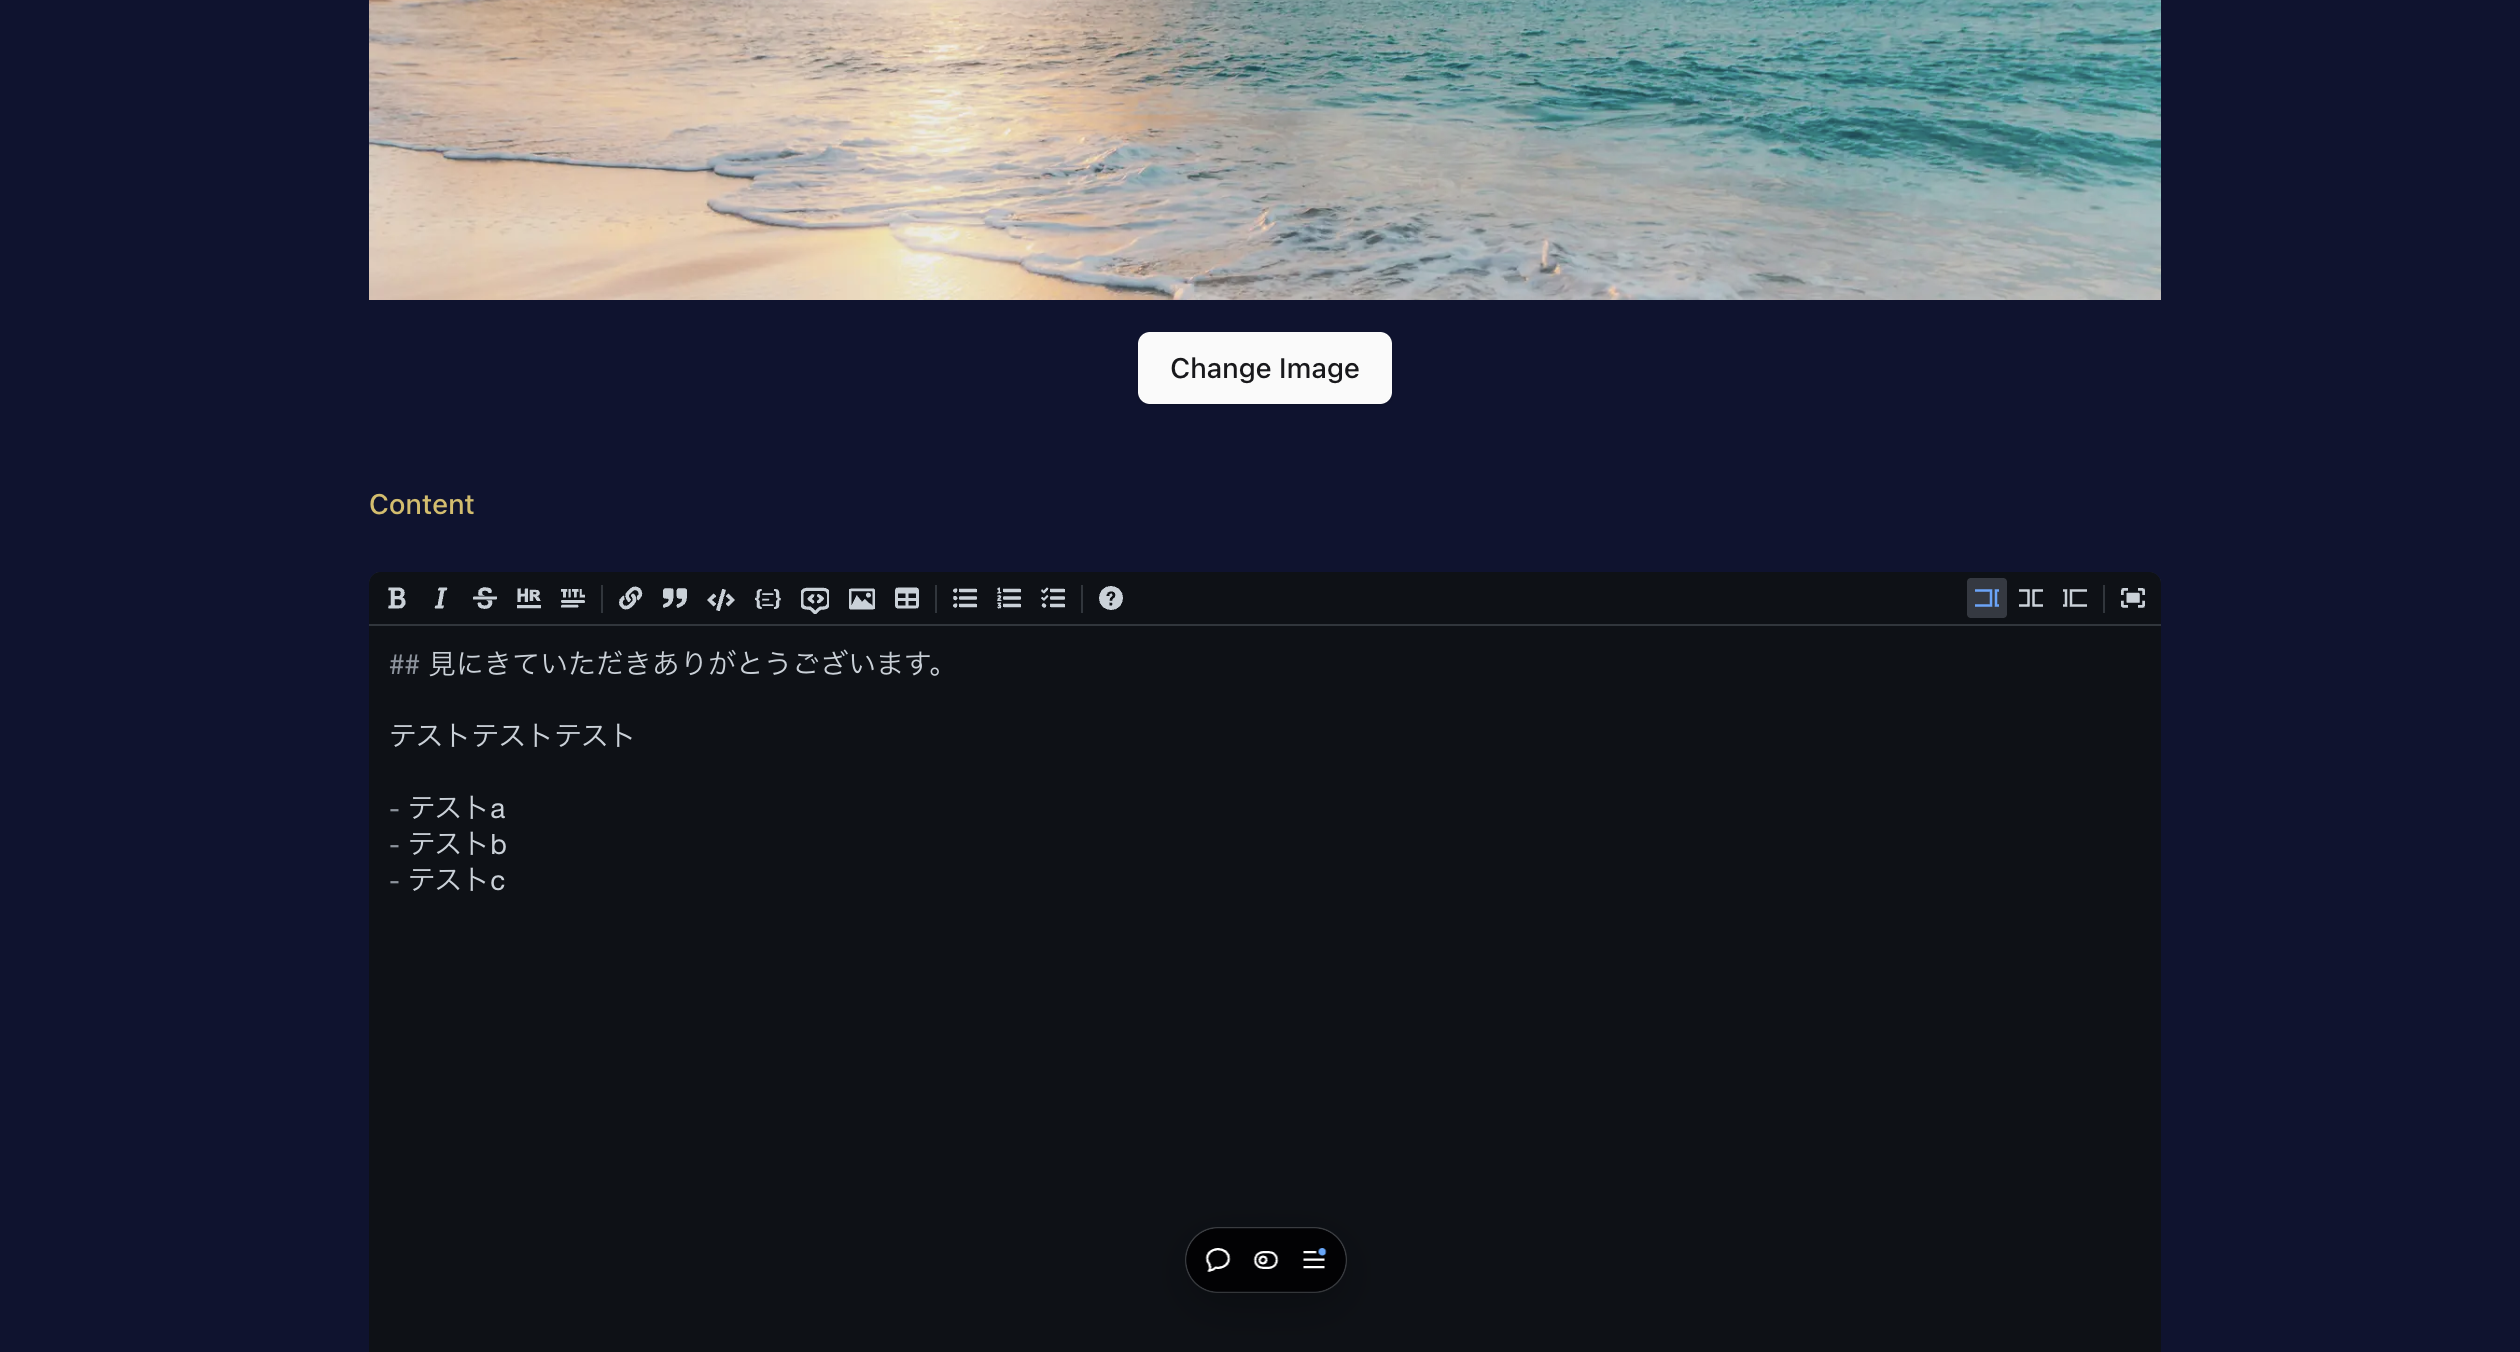 Change Image
Content
B I S HR TITL
## 見にきていただきありがとうございます。
テストテストテスト
- テストa
- テストb
- テストc